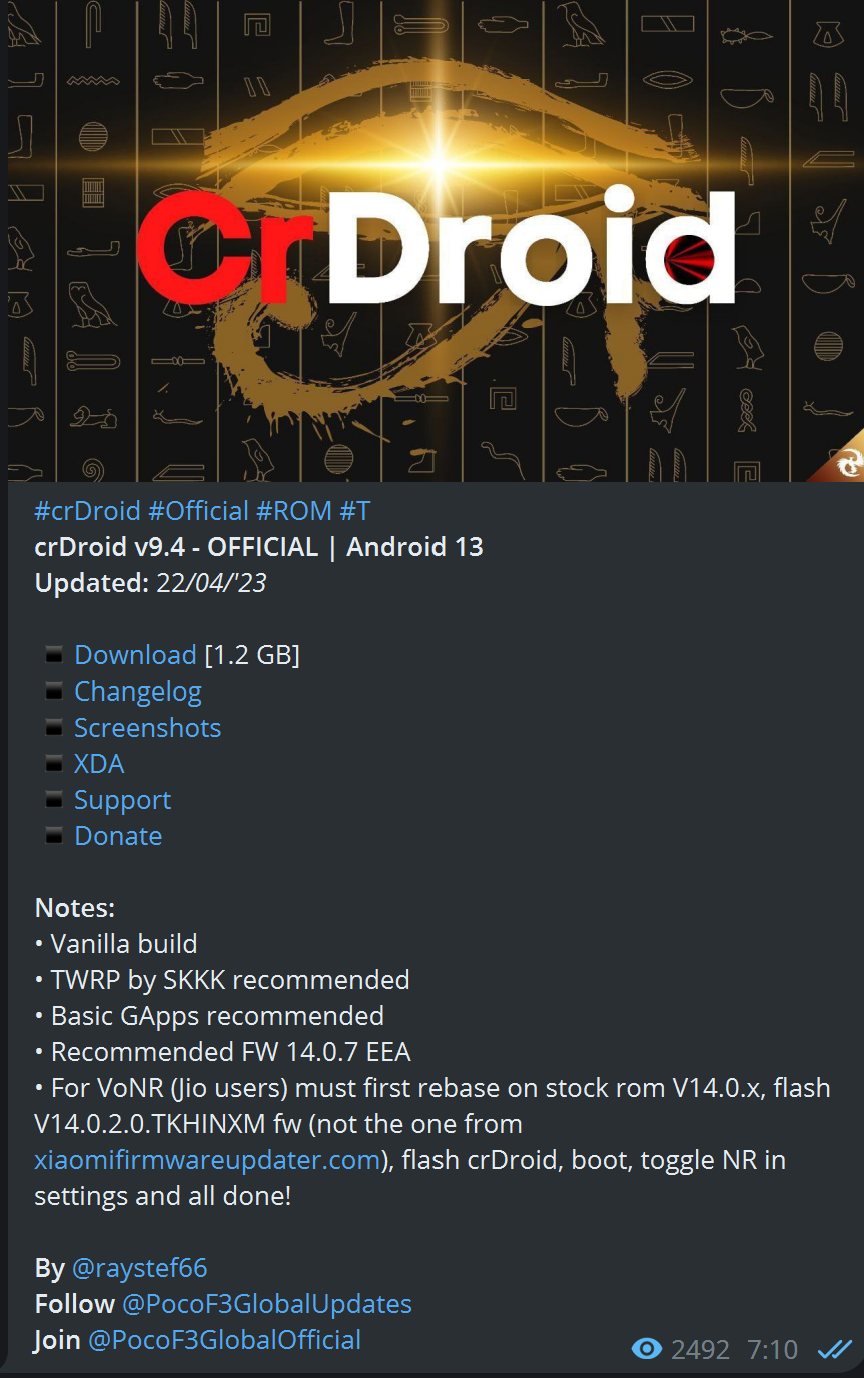 CrDroid
#crDroid #Official #ROM #T
crDroid v9.4 - OFFICIAL | Android 13
Updated: 22/04/'23
Download [1.2 GB]
Changelog
Screenshots
XDA
Support
Donate
Notes:
• Vanilla build
• TWRP by SKKK recommended
• Basic GApps recommended
• Recommended FW 14.0.7 EEA
• For VoNR (Jio users) must first rebase on stock rom V14.0.x, flash
V14.0.2.0.TKHINXM fw (not the one from
xiaomifirmwareupdater.com), flash crDroid, boot, toggle NR in
settings and all done!
By @raystef66
Follow @PocoF3GlobalUpdates
Join @PocoF3GlobalOfficial
2492 7:10